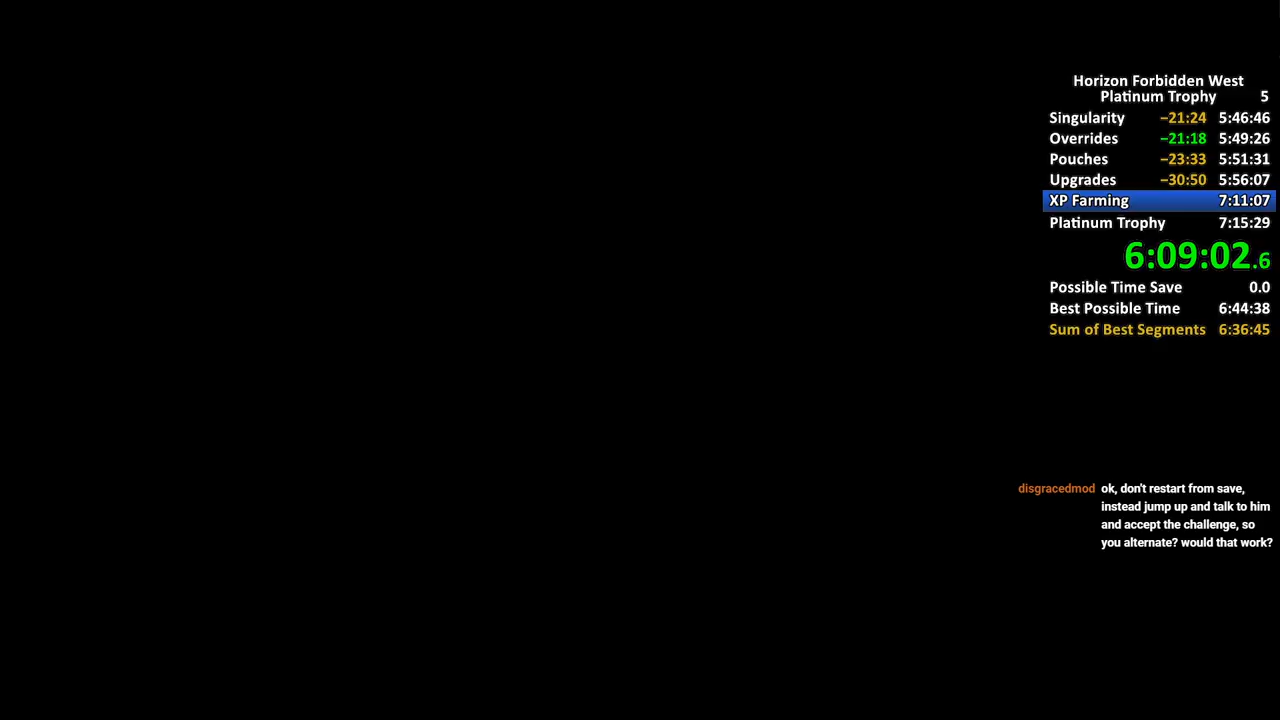 Horizon Forbidden West
Platinum Trophy 5
Singularity −21:24 5:46:46
Overrides −21:18 5:49:26
Pouches −23:33 5:51:31
Upgrades −30:50 5:56:07
XP Farming 7:11:07
Platinum Trophy 7:15:29
6:09:02.6
Possible Time Save 0.0
Best Possible Time 6:44:38
Sum of Best Segments 6:36:45
disgracedmod ok, don't restart from save,
instead jump up and talk to him
and accept the challenge, so
you alternate? would that work?